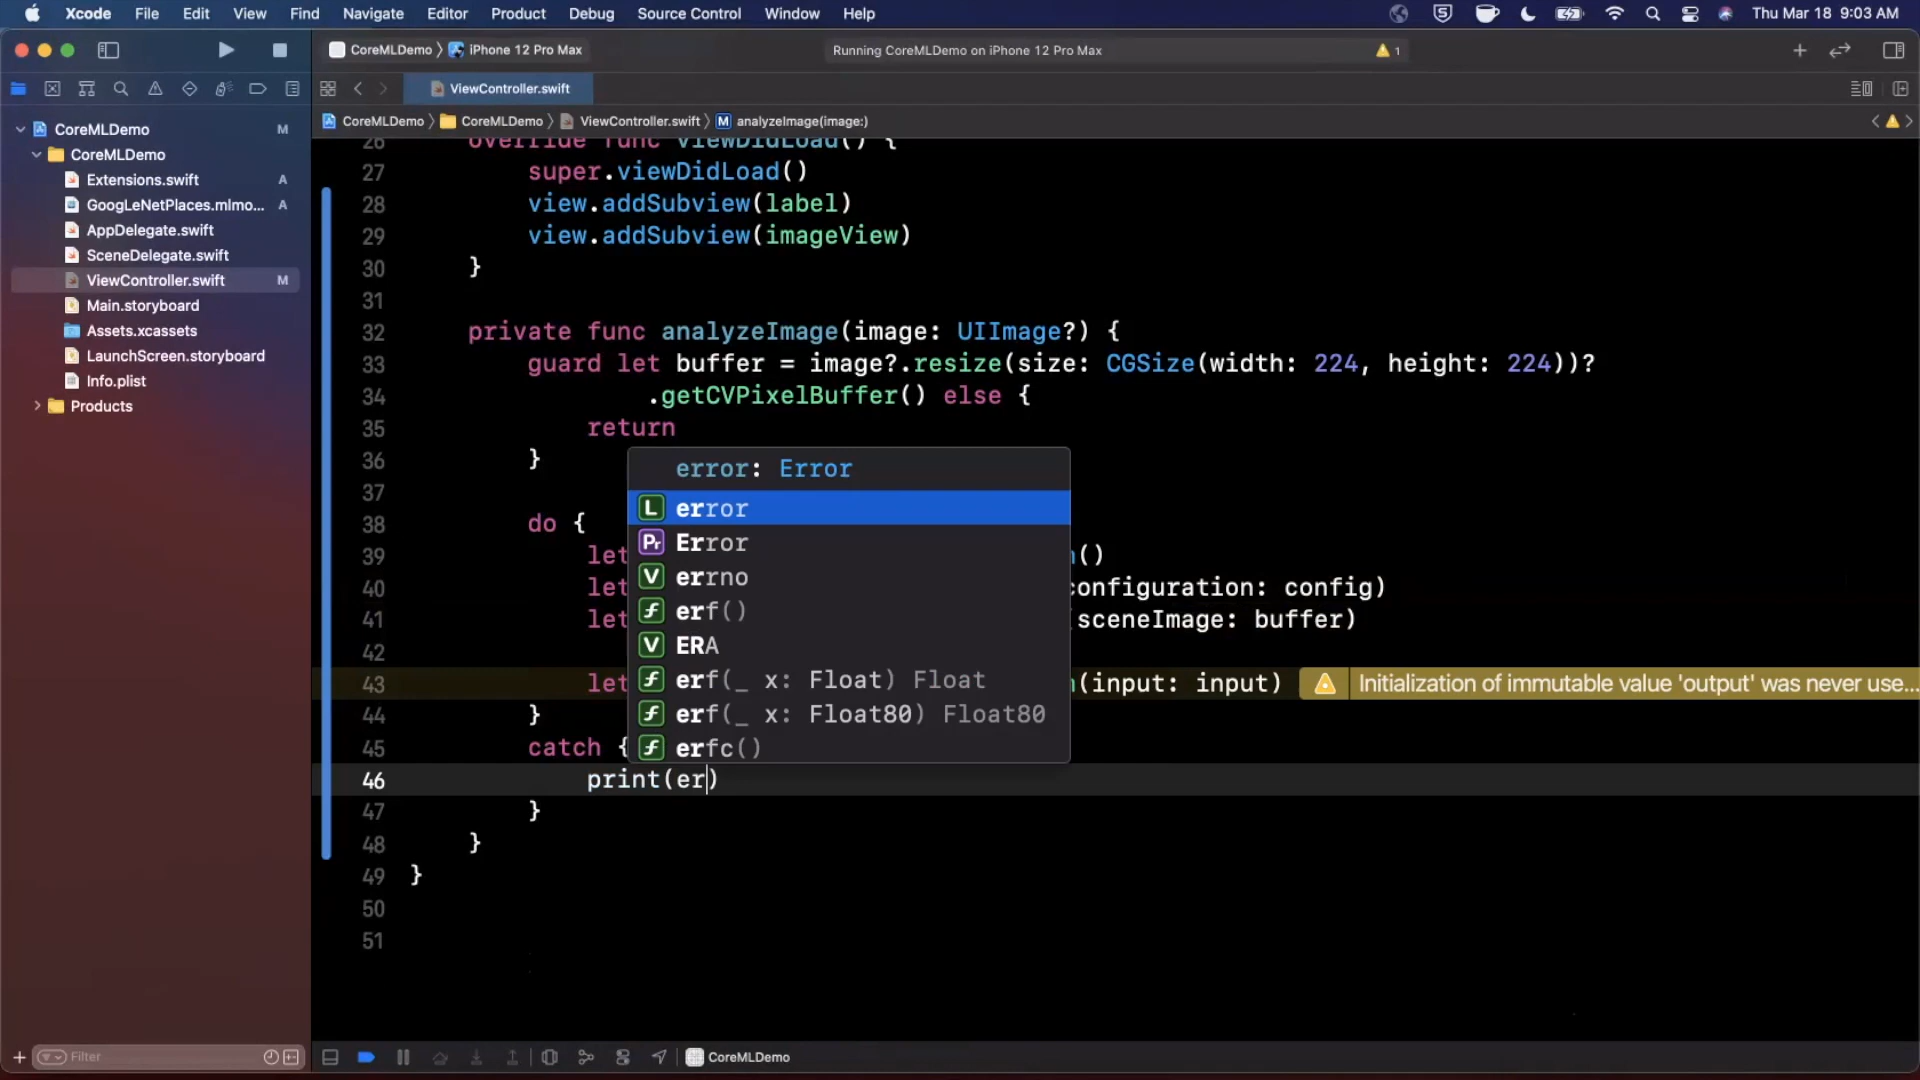 Xcode File Edit View Find Navigate Editor Product Debug Source Control Window Help Thu Mar 18 9:03 AM
CoreMLDemo iPhone 12 Pro Max Running CoreMLDemo on iPhone 12 Pro Max 1
ViewController.swift
CoreMLDemo CoreMLDemo ViewController.swift M analyzeImage(image:)
CoreMLDemo M
CoreMLDemo
Extensions.swift A
GoogLeNetPlaces.mlmo... A
AppDelegate.swift
SceneDelegate.swift
ViewController.swift M
Main.storyboard
Assets.xcassets
LaunchScreen.storyboard
Info.plist
Products
26 override func viewDidLoad() {
27 super.viewDidLoad()
28 view.addSubview(label)
29 view.addSubview(imageView)
30 }
31
32 private func analyzeImage(image: UIImage?) {
33 guard let buffer = image?.resize(size: CGSize(width: 224, height: 224))?
34 .getCVPixelBuffer() else {
35 return
36 }
37
38 do {
39 let ()
40 let configuration: config)
41 let (sceneImage: buffer)
42
43 let (input: input) Initialization of immutable value 'output' was never use...
44 }
45 catch {
46 print(er)
47 }
48 }
49 }
50
51
error: Error
L error
Pr Error
V errno
f erf()
V ERA
f erf(_ x: Float) Float
f erf(_ x: Float80) Float80
f erfc()
Filter
CoreMLDemo